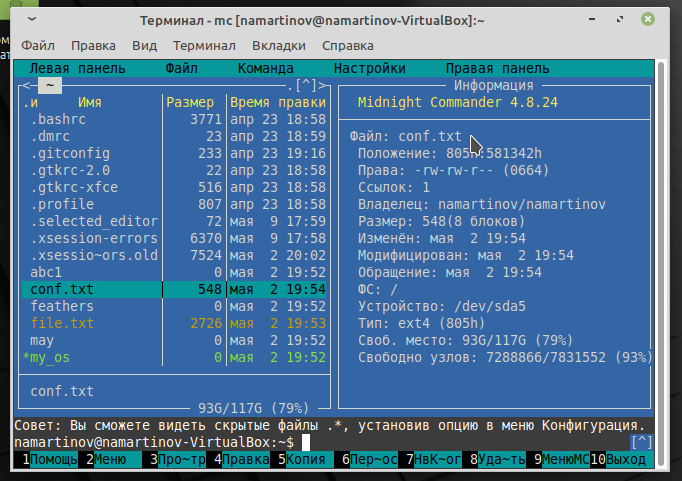 Терминал - mc [namartinov@namartinov-VirtualBox]:~
Файл Правка Вид Терминал Вкладки Справка
Левая панель Файл Команда Настройки Правая панель
<─ ~ .[^]>
.и Имя Размер Время правки
.bashrc 3771 апр 23 18:58
.dmrc 23 апр 23 18:59
.gitconfig 233 апр 23 19:16
.gtkrc-2.0 22 апр 23 18:58
.gtkrc-xfce 516 апр 23 18:58
.profile 807 апр 23 18:58
.selected_editor 72 мая 9 17:59
.xsession-errors 6370 мая 9 17:58
.xsessio~ors.old 7524 мая 2 20:02
abc1 0 мая 2 19:52
conf.txt 548 мая 2 19:54
feathers 0 мая 2 19:52
file.txt 2726 мая 2 19:53
may 0 мая 2 19:52
*my_os 0 мая 2 19:52
conf.txt
93G/117G (79%)
Информация
Midnight Commander 4.8.24
Файл: conf.txt
Положение: 805h:581342h
Права: -rw-rw-r-- (0664)
Ссылок: 1
Владелец: namartinov/namartinov
Размер: 548(8 блоков)
Изменён: мая 2 19:54
Модифицирован: мая 2 19:54
Обращение: мая 2 19:54
ФС: /
Устройство: /dev/sda5
Тип: ext4 (805h)
Своб. место: 93G/117G (79%)
Свободно узлов: 7288866/7831552 (93%)
Совет: Вы сможете видеть скрытые файлы .*, установив опцию в меню Конфигурация.
namartinov@namartinov-VirtualBox:~$ [^]
1Помощь 2Меню 3Про~тр 4Правка 5Копия 6Пер~ос 7НвК~ог 8Уда~ть 9МенюMC 10Выход